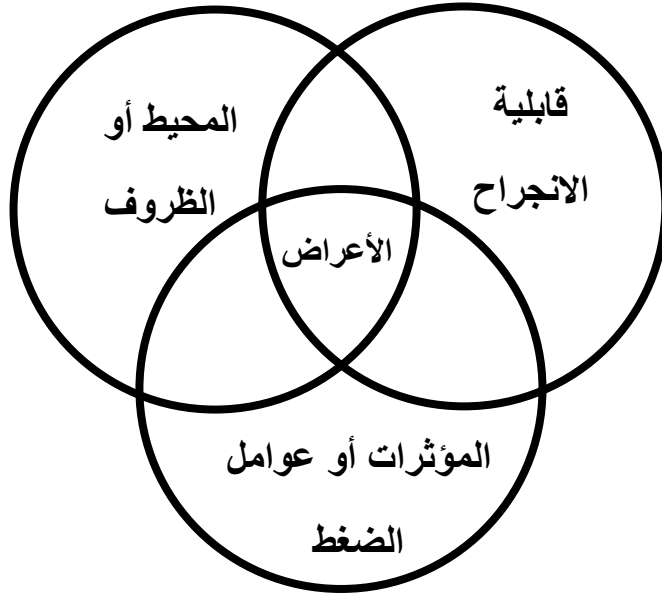 قابلية
الانجراح
المحيط أو
الظروف
الأعراض
المؤثرات أو عوامل
الضغط